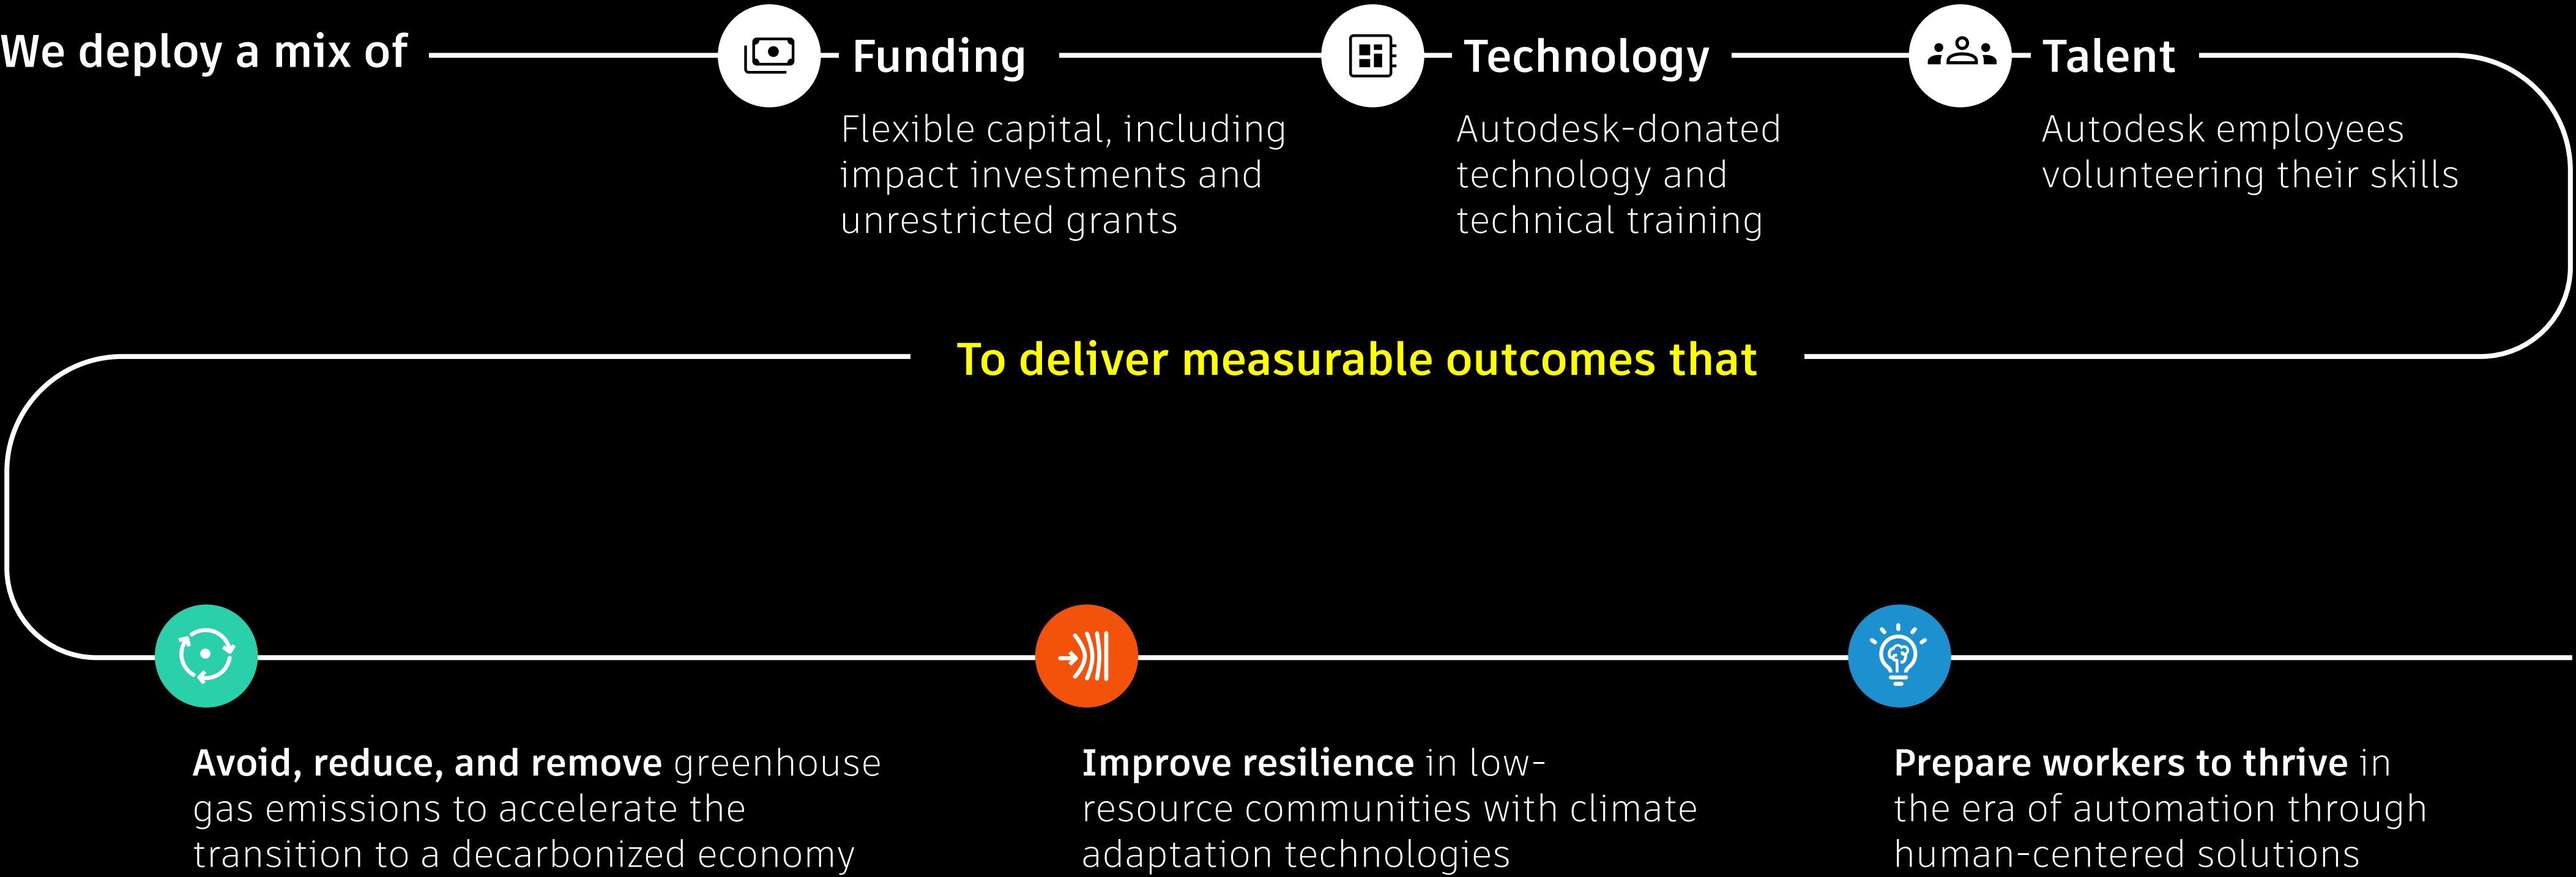 We deploy a mix of
Funding
Flexible capital, including
impact investments and
unrestricted grants
Technology
Autodesk-donated
technology and
technical training
Talent
Autodesk employees
volunteering their skills
To deliver measurable outcomes that
Avoid, reduce, and remove greenhouse
gas emissions to accelerate the
transition to a decarbonized economy
Improve resilience in low-
resource communities with climate
adaptation technologies
Prepare workers to thrive in
the era of automation through
human-centered solutions